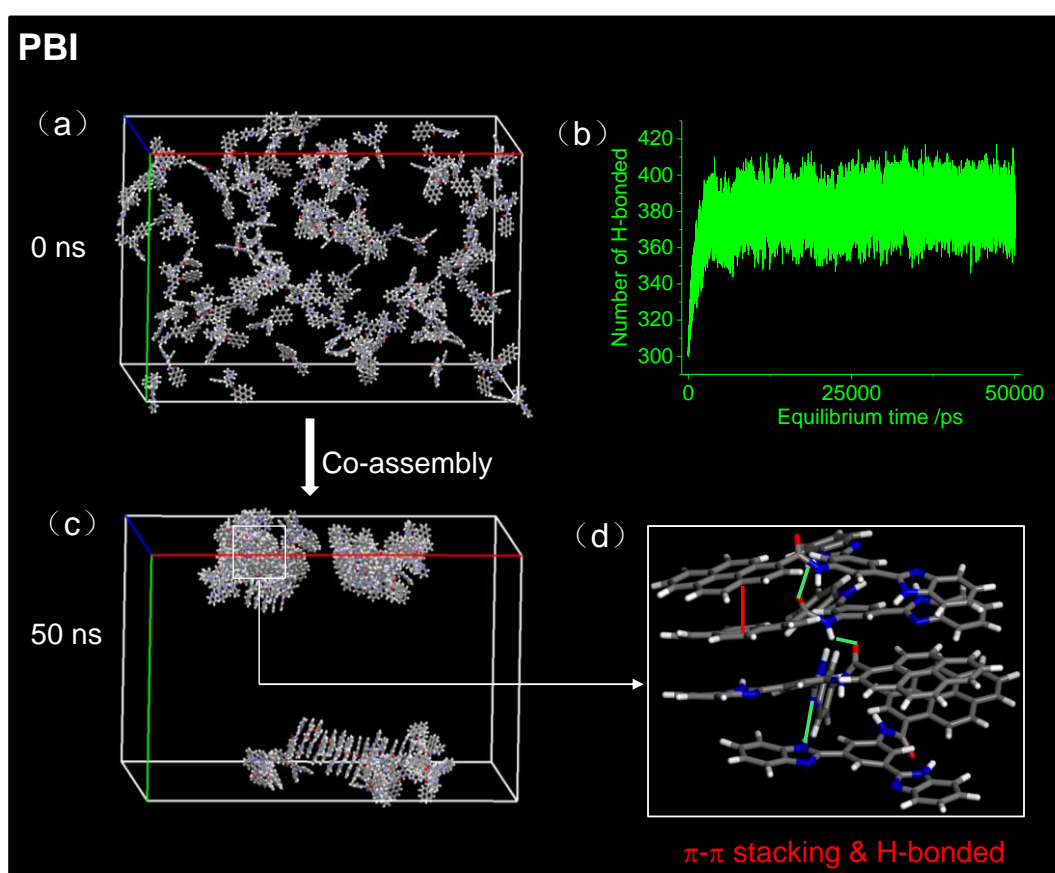 PBI
（a）
0 ns
（b）
Number of H-bonded
420
400
380
360
340
320
300
0
25000
50000
Equilibrium time /ps
Co-assembly
（c）
50 ns
（d）
π-π stacking & H-bonded